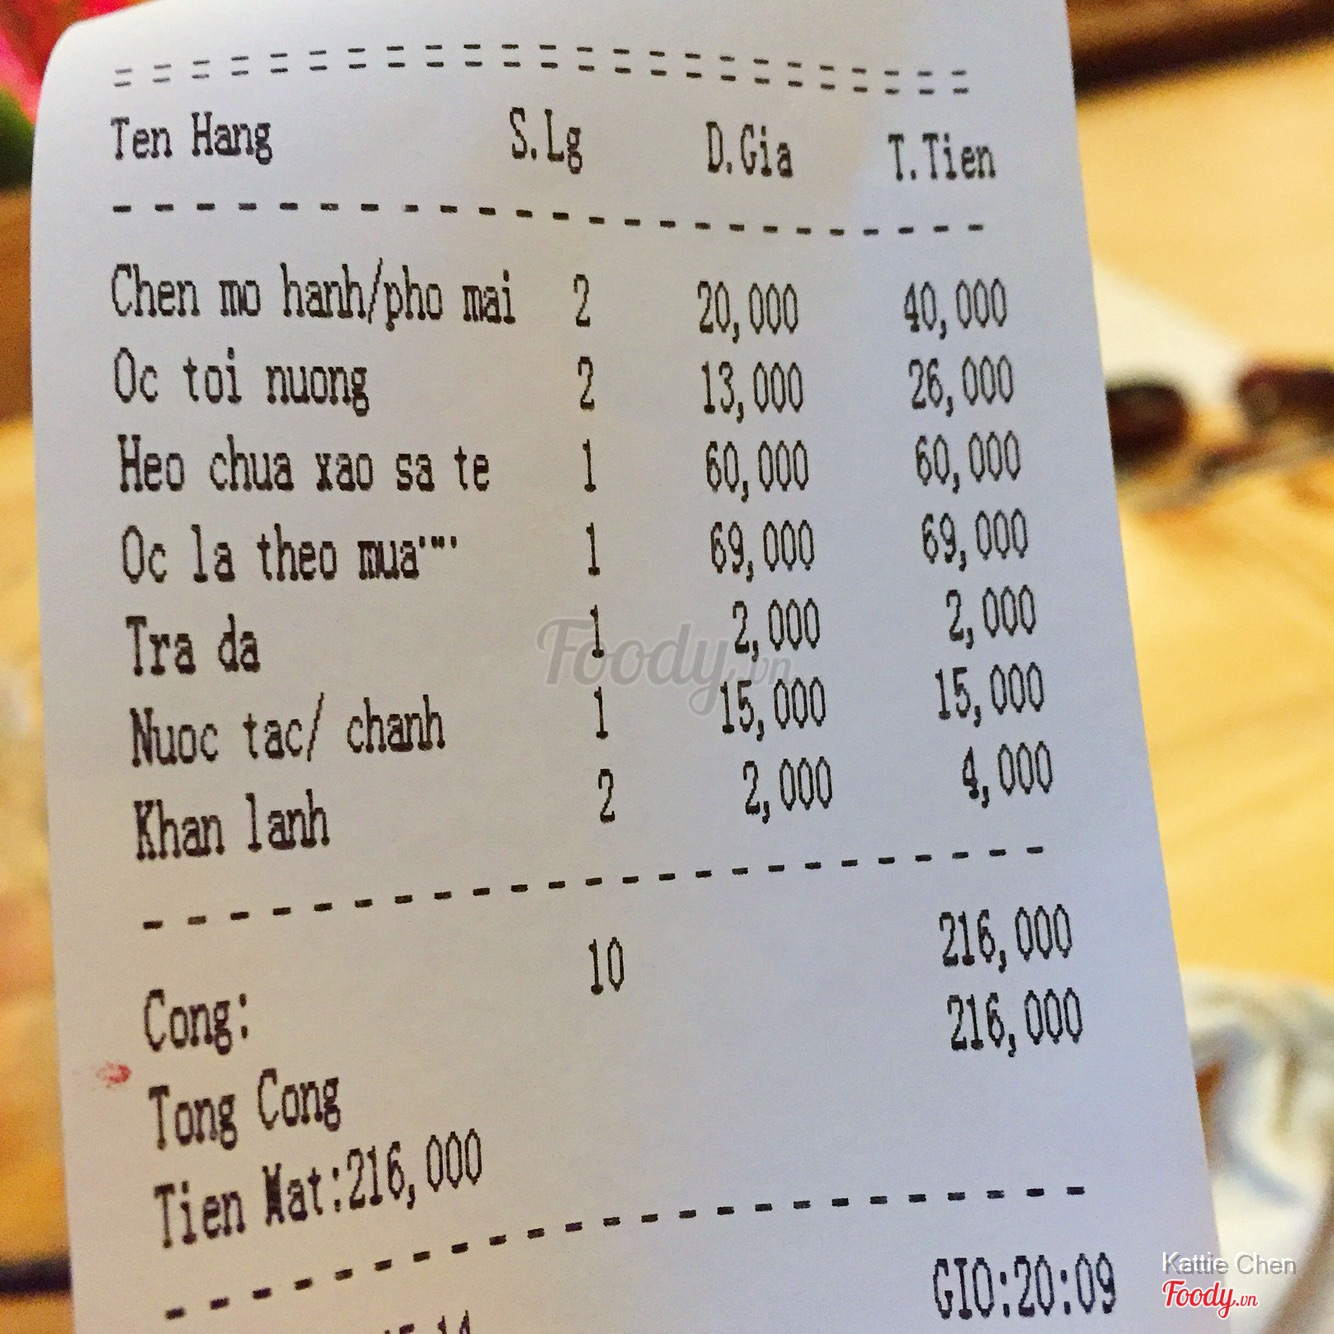 = = = = = = = = = = = = = = = = = = = = = =
Ten Hang S.Lg D.Gia T.Tien
- - - - - - - - - - - - - - - - - - - - - -
Chen mo hanh/pho mai 2 20,000 40,000
Oc toi nuong 2 13,000 26,000
Heo chua xao sa te 1 60,000 60,000
Oc la theo mua'"'' 1 69,000 69,000
Tra da 1 2,000 2,000
Foody.vn
Nuoc tac/ chanh 1 15,000 15,000
Khan lanh 2 2,000 4,000
- - - - - - - - - - - - - - - - - - - - - -
Cong: 10 216,000
Tong Cong 216,000
Tien Mat:216,000
- - - - - - - - - - - - - - - - - - - - - -
GIO:20:09
Kattie Chen
Foody.vn